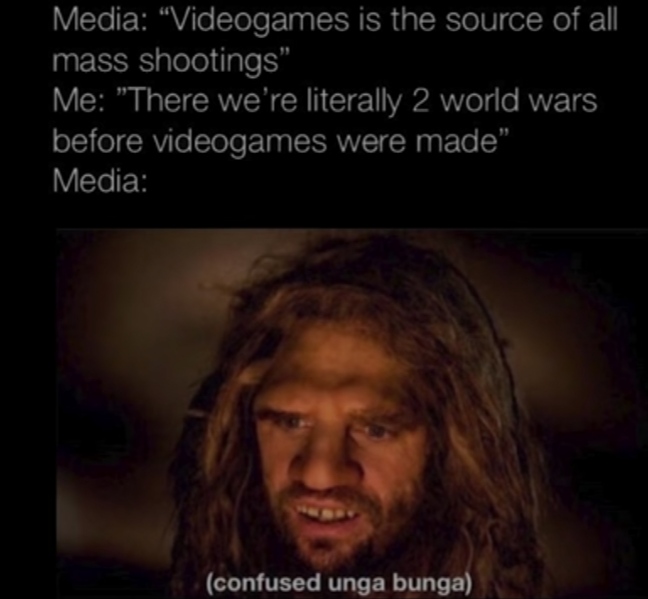 Media: “Videogames is the source of all
mass shootings”
Me: ”There we’re literally 2 world wars
before videogames were made”
Media:
(confused unga bunga)